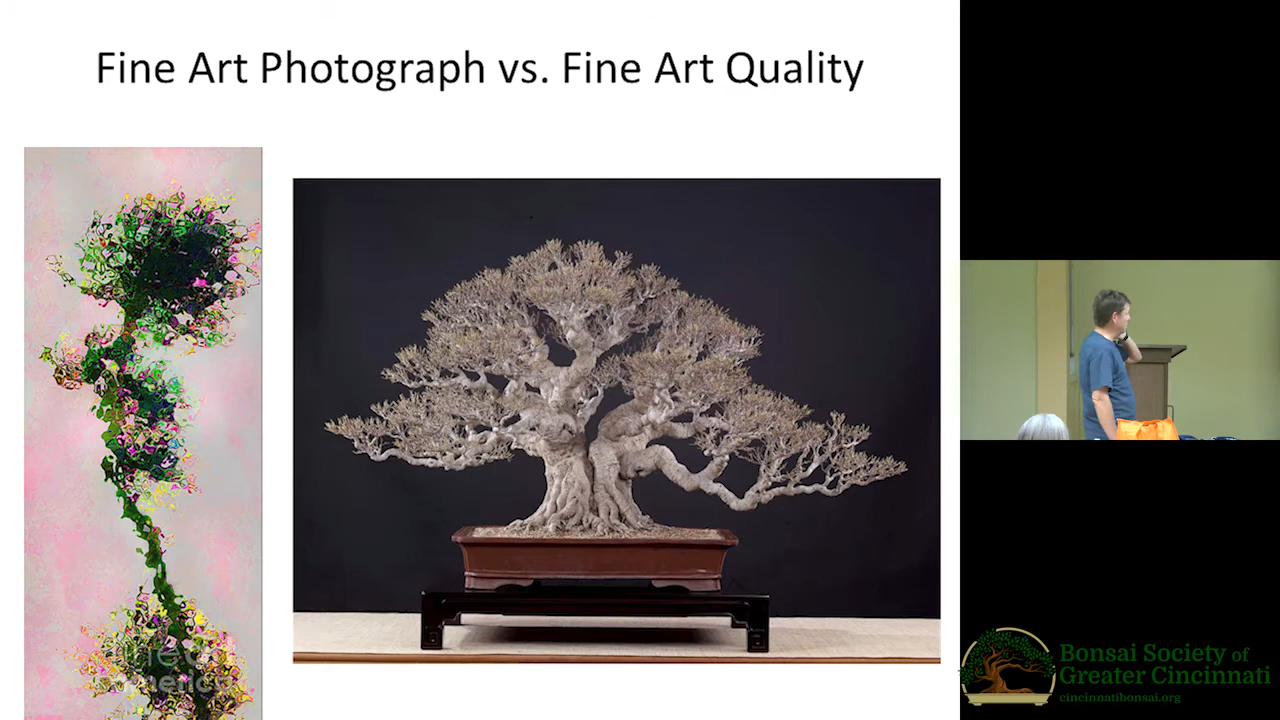 Fine Art Photograph vs. Fine Art Quality
Bonsai Society of
Greater Cincinnati
cincinnatibonsai.org